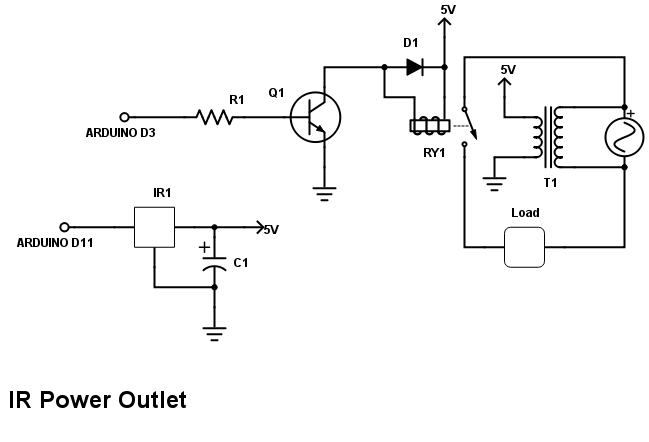 5V
D1
5V
Q1
R1
+
ARDUINO D3
RY1
T1
IR1
Load
ARDUINO D11
5V
+
C1
IR Power Outlet